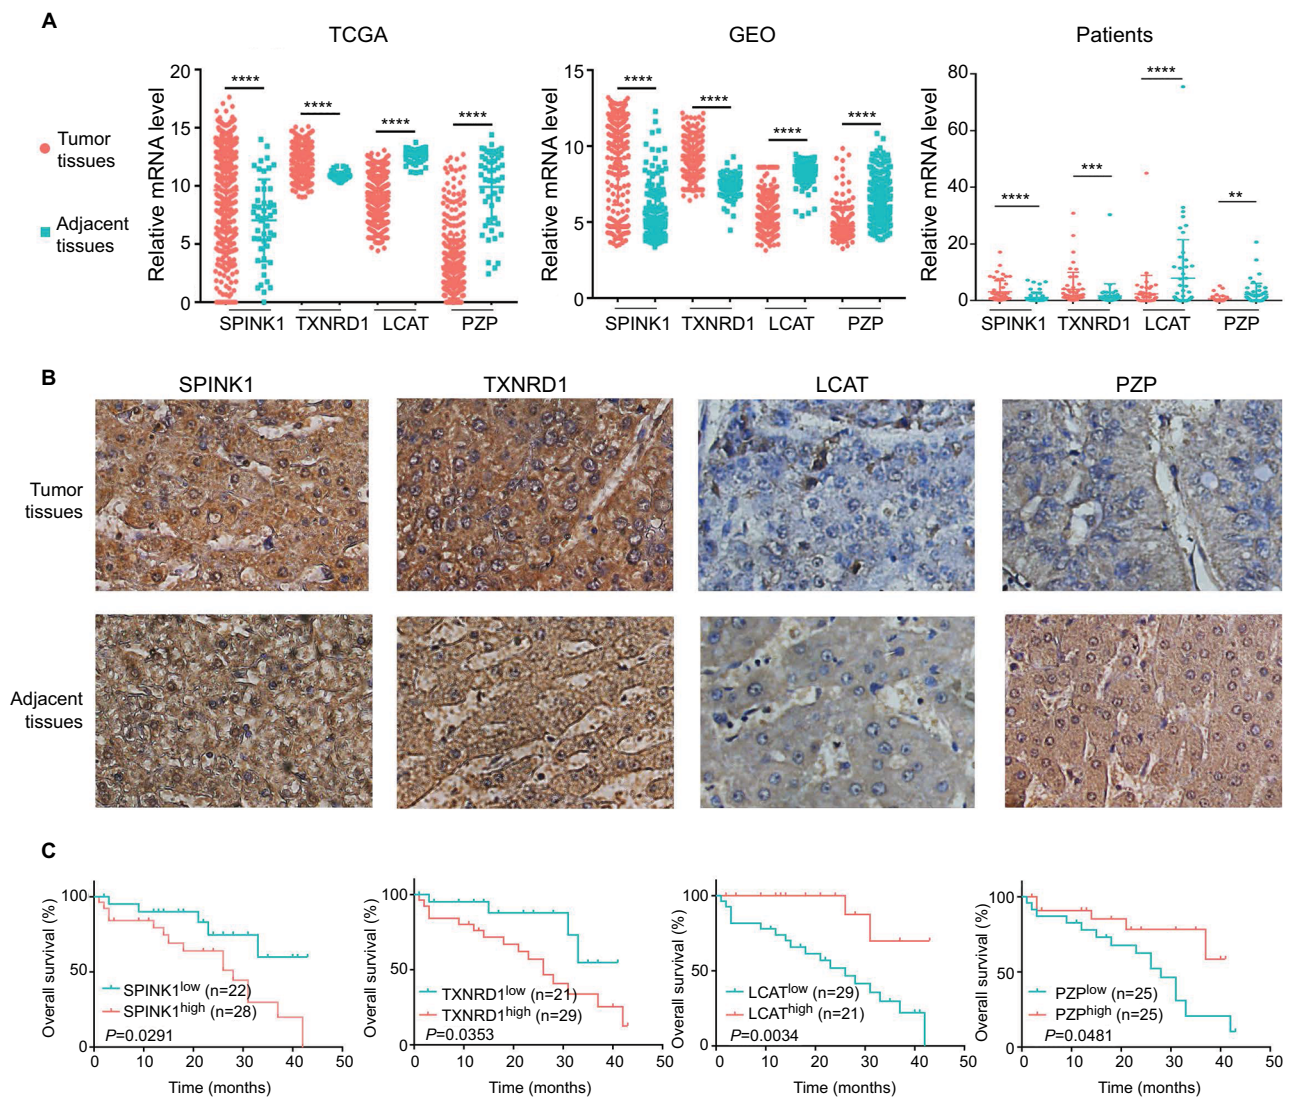 A
TCGA
GEO
Patients
Tumor
tissues
Adjacent
tissues
Relative mRNA level
20
15
10
5
0
****
****
****
****
SPINK1
TXNRD1
LCAT
PZP
Relative mRNA level
15
10
5
0
****
****
****
****
SPINK1
TXNRD1
LCAT
PZP
Relative mRNA level
80
60
40
20
0
****
***
****
**
SPINK1
TXNRD1
LCAT
PZP
B
SPINK1
TXNRD1
LCAT
PZP
Tumor
tissues
Adjacent
tissues
C
Overall survival (%)
100
50
0
SPINK1low (n=22)
SPINK1high (n=28)
P=0.0291
0 10 20 30 40 50
Time (months)
Overall survival (%)
100
50
0
TXNRD1low (n=21)
TXNRD1high (n=29)
P=0.0353
0 10 20 30 40 50
Time (months)
Overall survival (%)
100
50
0
LCATlow (n=29)
LCAThigh (n=21)
P=0.0034
0 10 20 30 40 50
Time (months)
Overall survival (%)
100
50
0
PZPlow (n=25)
PZPhigh (n=25)
P=0.0481
0 10 20 30 40 50
Time (months)